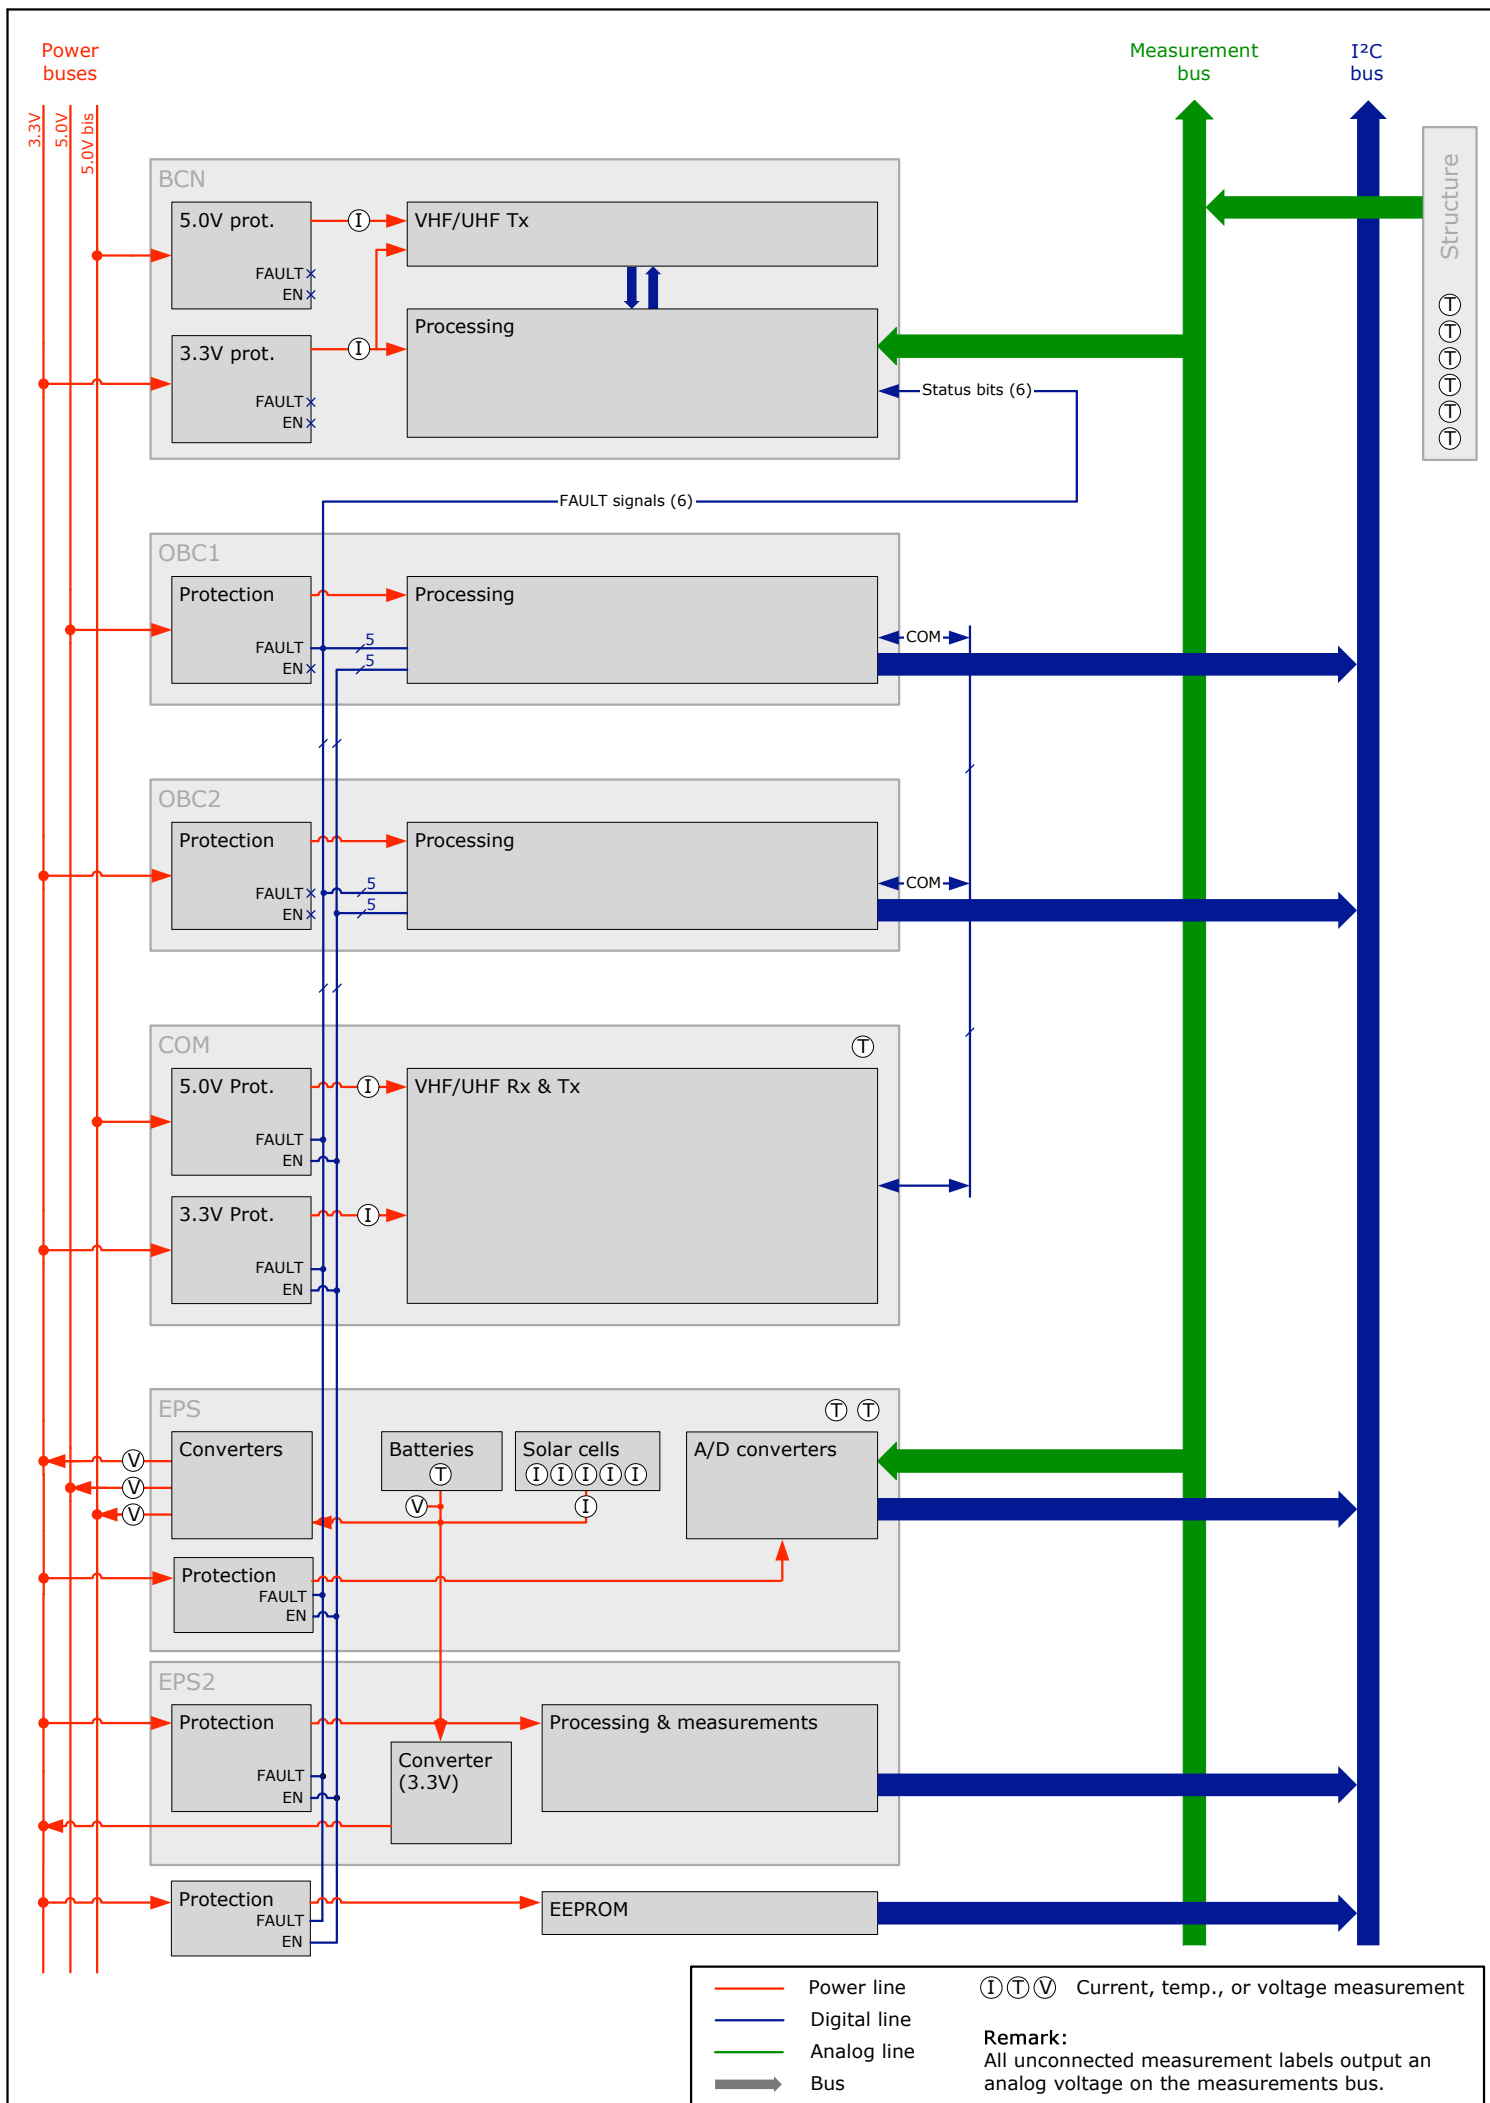 Power
buses
Measurement
bus
I²C
bus
3.3V
5.0V
5.0V bis
Structure
T
T
T
T
T
T
BCN
5.0V prot.
FAULT
EN
I
VHF/UHF Tx
3.3V prot.
FAULT
EN
I
Processing
Status bits (6)
FAULT signals (6)
OBC1
Protection
FAULT
EN
5
5
Processing
COM
OBC2
Protection
FAULT
EN
5
5
Processing
COM
COM
T
5.0V Prot.
FAULT
EN
I
VHF/UHF Rx & Tx
3.3V Prot.
FAULT
EN
I
EPS
T T
Converters
V
V
V
Batteries
T
V
Solar cells
I I I I I
I
A/D converters
Protection
FAULT
EN
EPS2
Protection
FAULT
EN
Converter
(3.3V)
Processing & measurements
Protection
FAULT
EN
EEPROM
Power line
Digital line
Analog line
Bus
I T V Current, temp., or voltage measurement
Remark:
All unconnected measurement labels output an
analog voltage on the measurements bus.